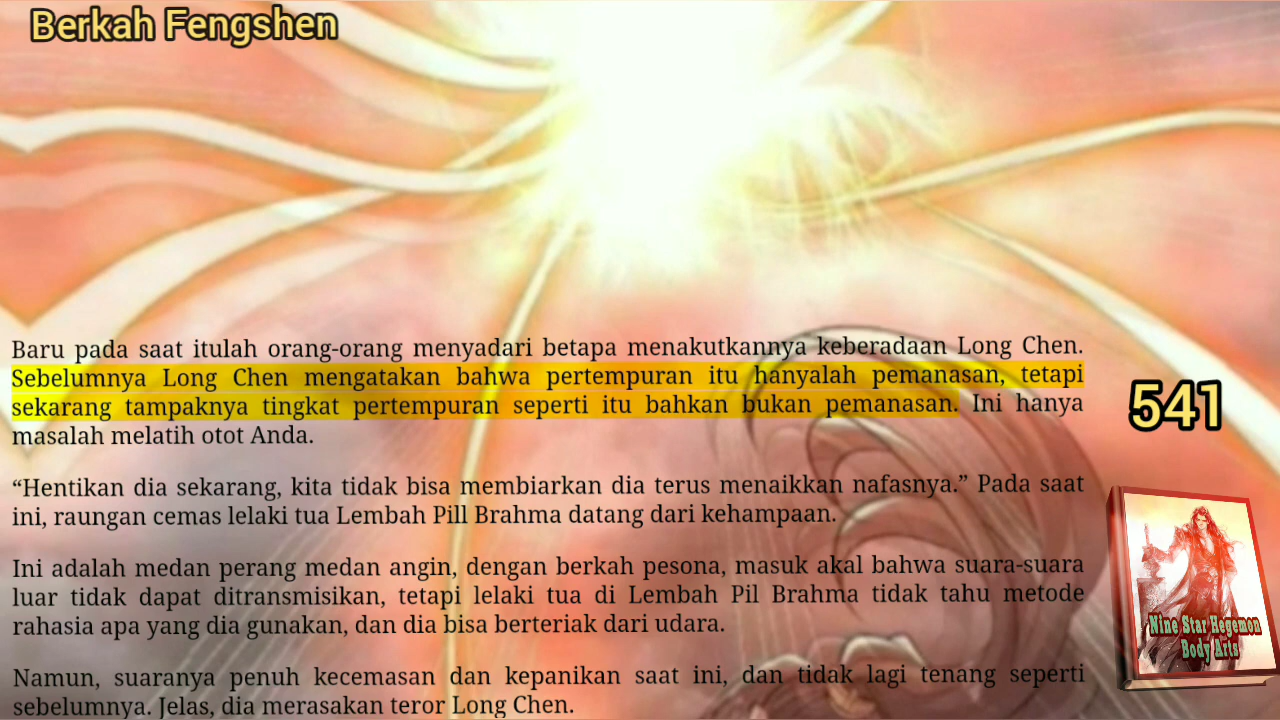 Berkah Fengshen
Baru pada saat itulah orang-orang menyadari betapa menakutkannya keberadaan Long Chen.
Sebelumnya Long Chen mengatakan bahwa pertempuran itu hanyalah pemanasan, tetapi
sekarang tampaknya tingkat pertempuran seperti itu bahkan bukan pemanasan. Ini hanya
masalah melatih otot Anda.
“Hentikan dia sekarang, kita tidak bisa membiarkan dia terus menaikkan nafasnya.” Pada saat
ini, raungan cemas lelaki tua Lembah Pill Brahma datang dari kehampaan.
Ini adalah medan perang medan angin, dengan berkah pesona, masuk akal bahwa suara-suara
luar tidak dapat ditransmisikan, tetapi lelaki tua di Lembah Pil Brahma tidak tahu metode
rahasia apa yang dia gunakan, dan dia bisa berteriak dari udara.
Namun, suaranya penuh kecemasan dan kepanikan saat ini, dan tidak lagi tenang seperti
sebelumnya. Jelas, dia merasakan teror Long Chen.
541
Nine Star Hegemon
Body Arts